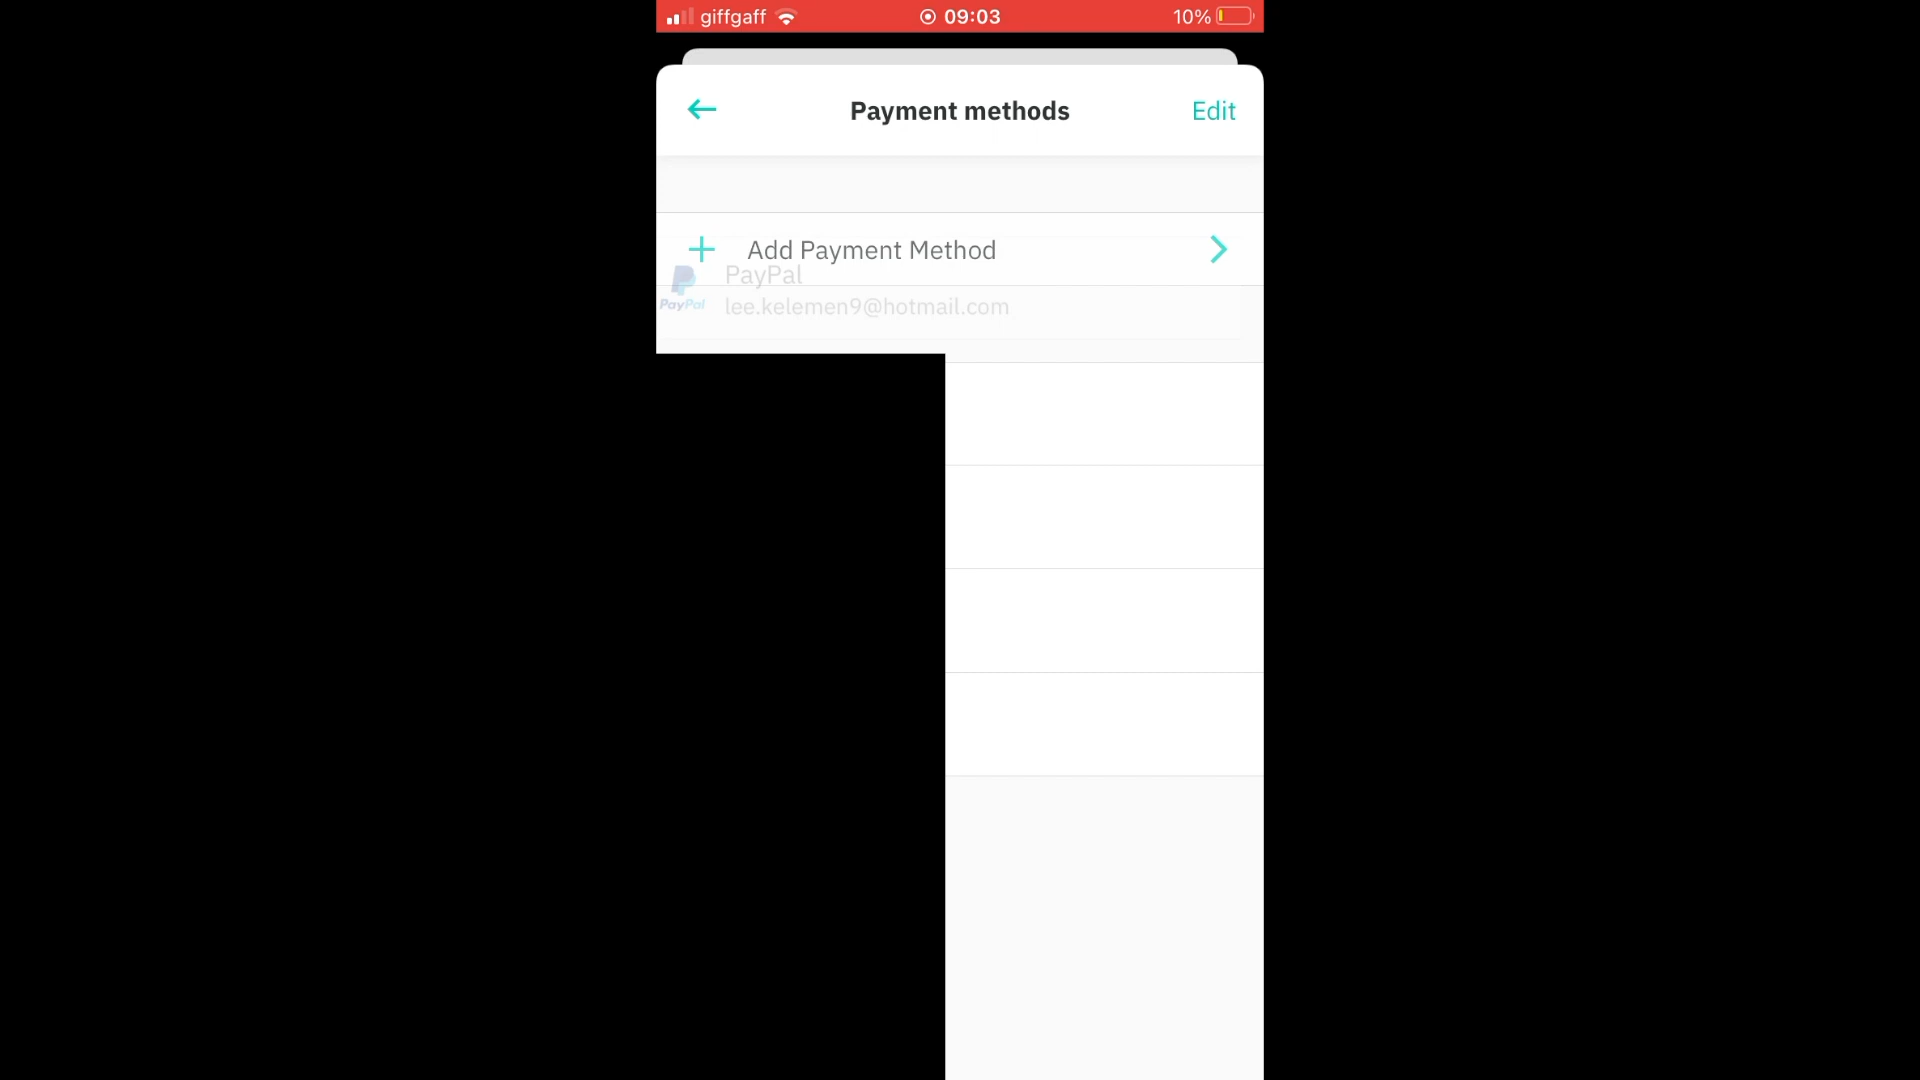 giffgaff 09:03 10%
Payment methods Edit
Add Payment Method
PayPal
PayPal
lee.kelemen9@hotmail.com